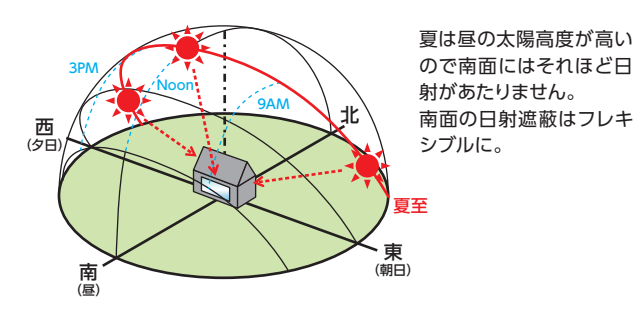 夏は昼の太陽高度が高い
ので南面にはそれほど日
射があたりません。
南面の日射遮蔽はフレキ
シブルに。
3PM
Noon
9AM
北
西
(夕日)
夏至
東
(朝日)
南
(昼)